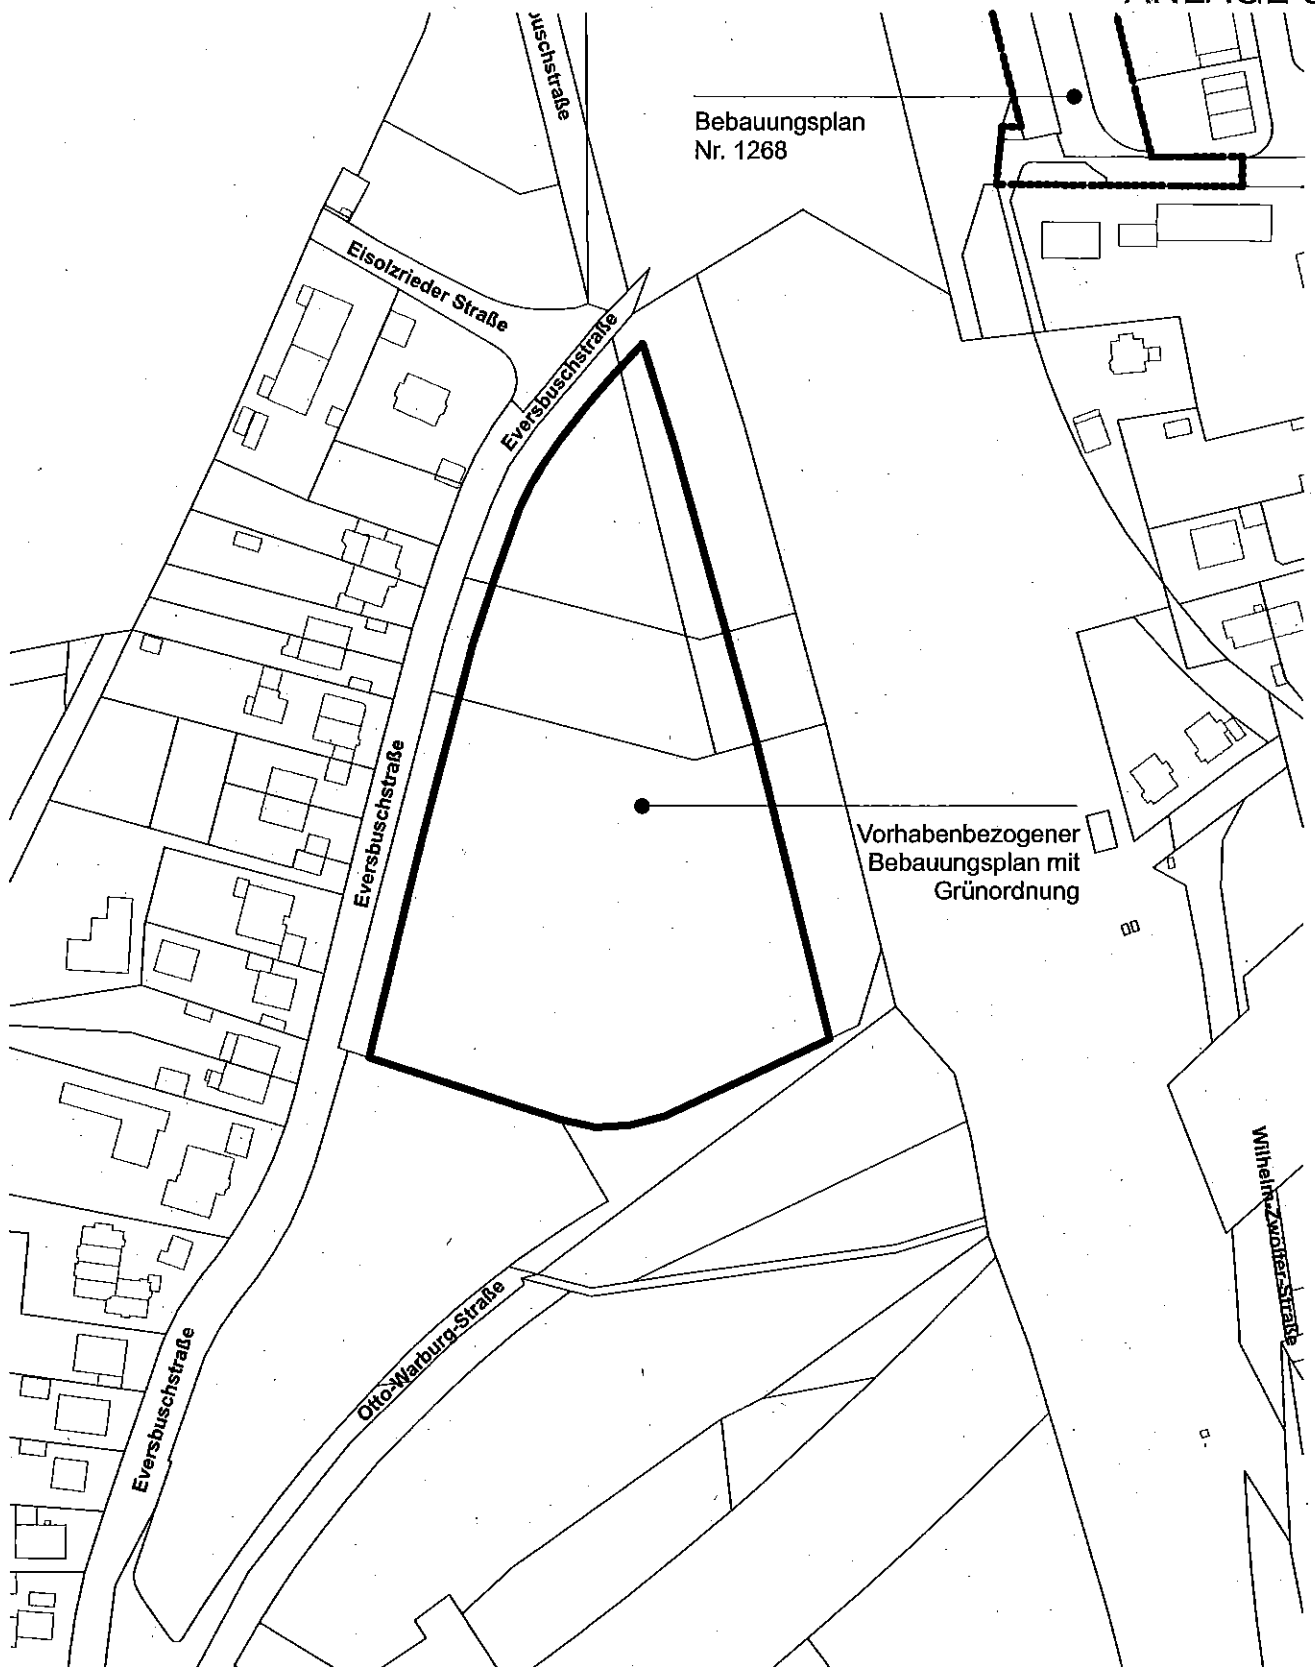 Bebauungsplan
Nr. 1268
Eisolzrieder Straße
Eversbuschstraße
Eversbuschstraße
Vorhabenbezogener
Bebauungsplan mit
Grünordnung
Wilhelm-Zwölfer-Straße
Otto-Warburg-Straße
Eversbuschstraße